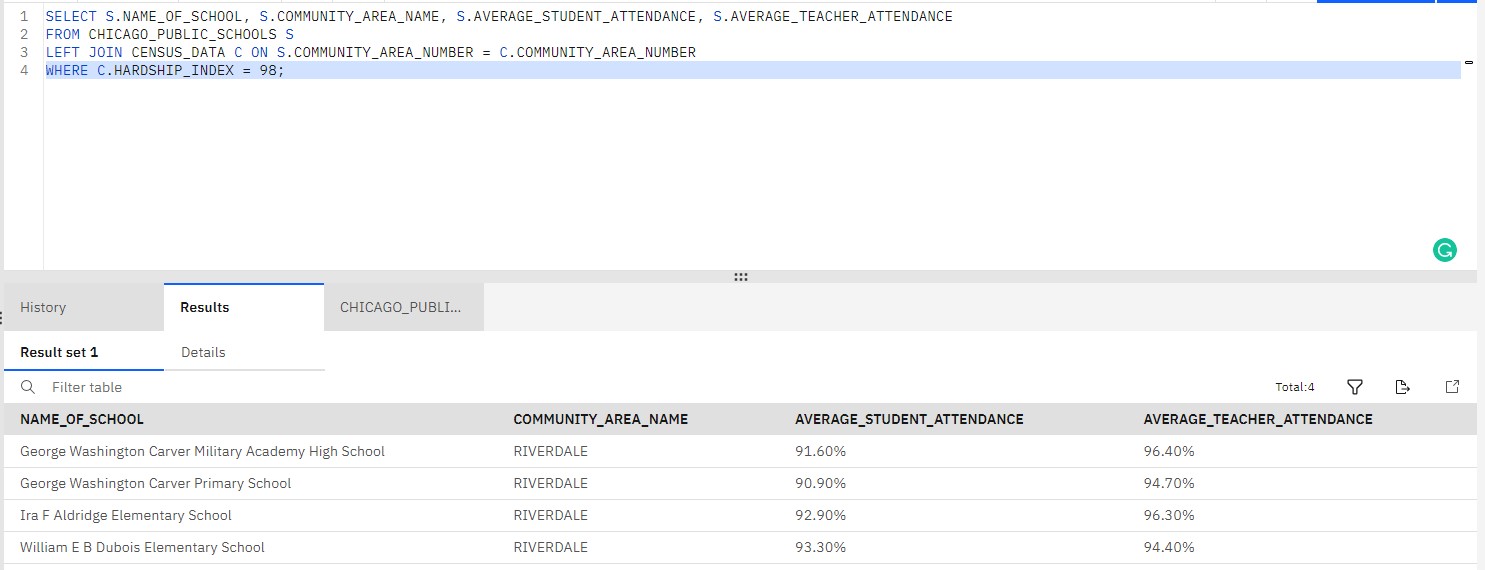 1 SELECT S.NAME_OF_SCHOOL, S.COMMUNITY_AREA_NAME, S.AVERAGE_STUDENT_ATTENDANCE, S.AVERAGE_TEACHER_ATTENDANCE
2 FROM CHICAGO_PUBLIC_SCHOOLS S
3 LEFT JOIN CENSUS_DATA C ON S.COMMUNITY_AREA_NUMBER = C.COMMUNITY_AREA_NUMBER
4 WHERE C.HARDSHIP_INDEX = 98;
History Results CHICAGO_PUBLI...
Result set 1 Details
Filter table Total:4
NAME_OF_SCHOOL COMMUNITY_AREA_NAME AVERAGE_STUDENT_ATTENDANCE AVERAGE_TEACHER_ATTENDANCE
George Washington Carver Military Academy High School RIVERDALE 91.60% 96.40%
George Washington Carver Primary School RIVERDALE 90.90% 94.70%
Ira F Aldridge Elementary School RIVERDALE 92.90% 96.30%
William E B Dubois Elementary School RIVERDALE 93.30% 94.40%